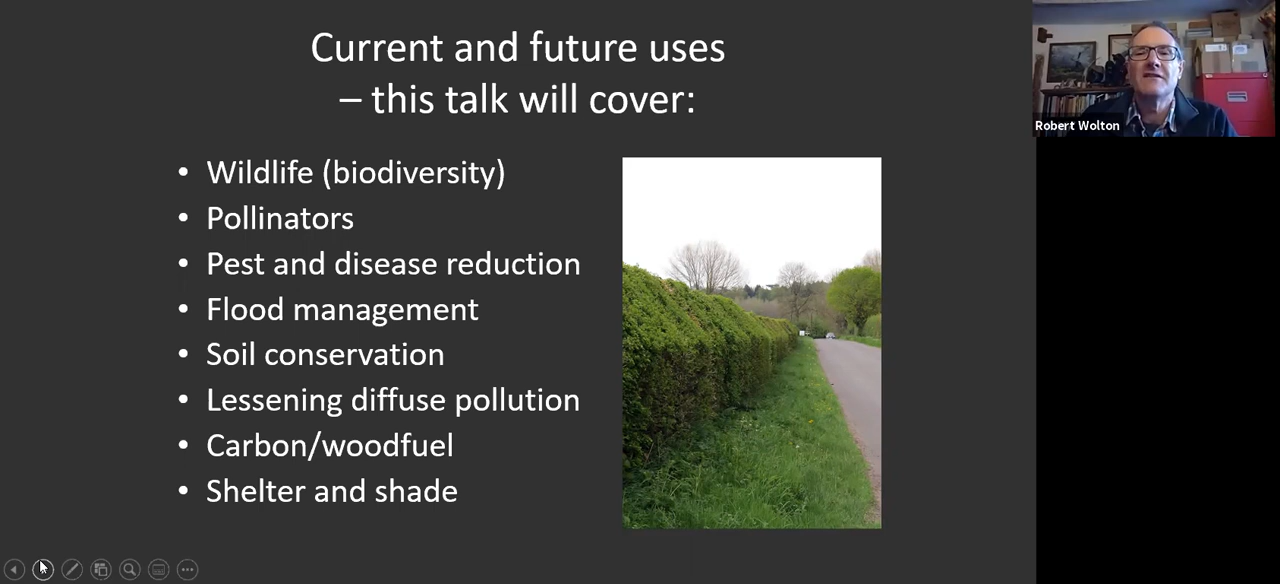 Current and future uses
– this talk will cover:
• Wildlife (biodiversity)
• Pollinators
• Pest and disease reduction
• Flood management
• Soil conservation
• Lessening diffuse pollution
• Carbon/woodfuel
• Shelter and shade
Robert Wolton